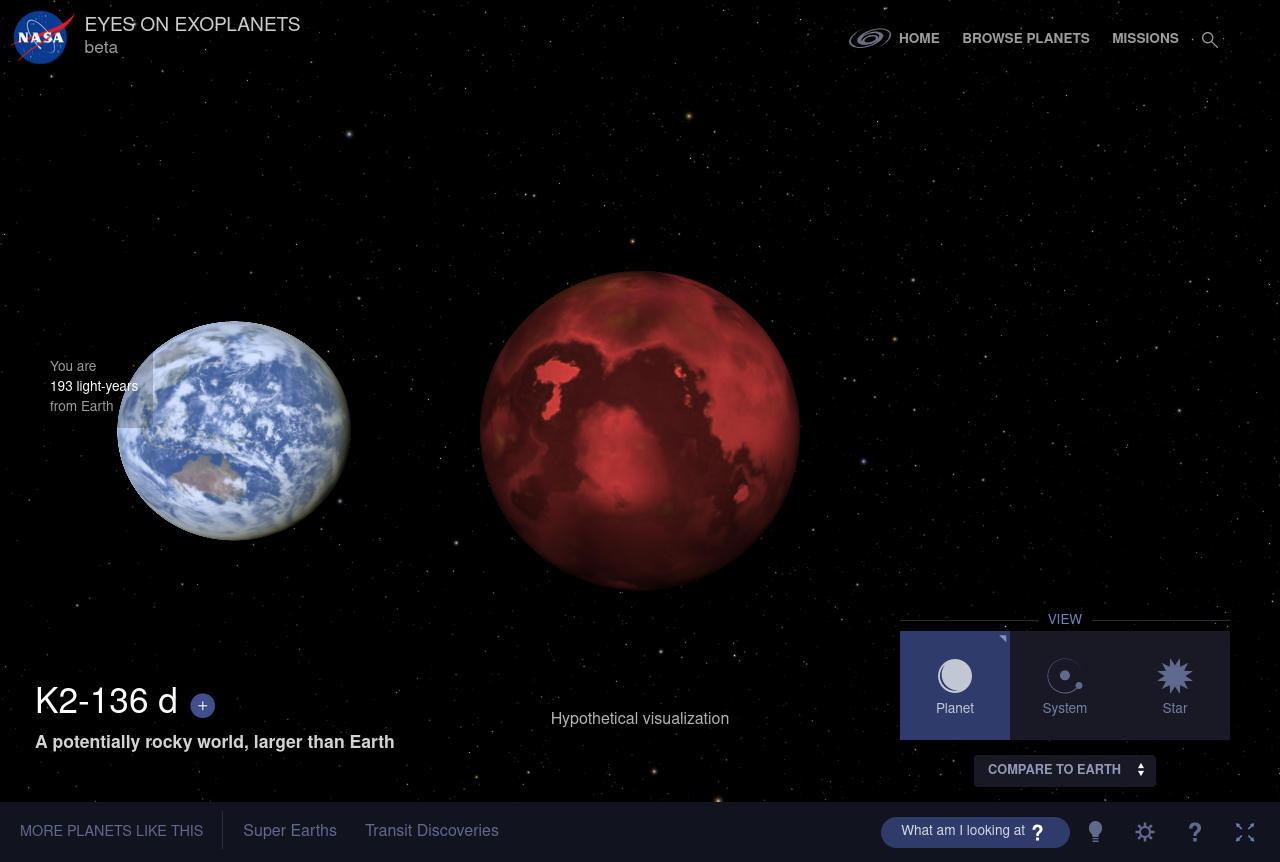 NASA
EYES ON EXOPLANETS
beta
HOME
BROWSE PLANETS
MISSIONS
You are
193 light-years
from Earth
VIEW
Planet
System
Star
K2-136 d +
A potentially rocky world, larger than Earth
Hypothetical visualization
COMPARE TO EARTH
MORE PLANETS LIKE THIS
Super Earths
Transit Discoveries
What am I looking at ?
?